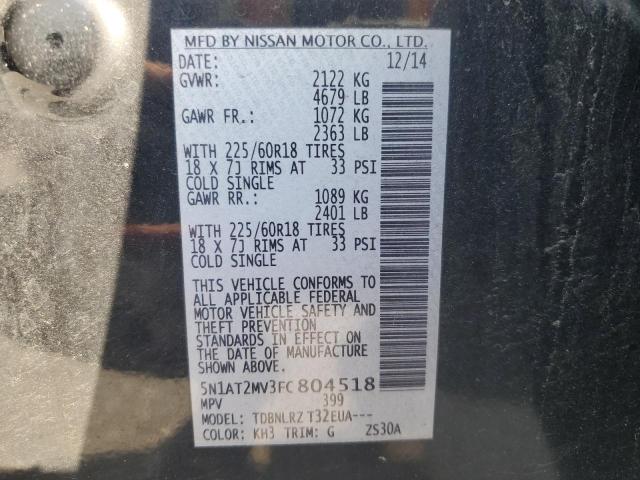 MFD BY NISSAN MOTOR CO., LTD.
DATE: 12/14
GVWR: 2122 KG
4679 LB
GAWR FR.: 1072 KG
2363 LB
WITH 225/60R18 TIRES
18 X 7J RIMS AT 33 PSI
COLD SINGLE
GAWR RR.: 1089 KG
2401 LB
WITH 225/60R18 TIRES
18 X 7J RIMS AT 33 PSI
COLD SINGLE
THIS VEHICLE CONFORMS TO
ALL APPLICABLE FEDERAL
MOTOR VEHICLE SAFETY AND
THEFT PREVENTION
STANDARDS IN EFFECT ON
THE DATE OF MANUFACTURE
SHOWN ABOVE.
5N1AT2MV3FC804518
MPV 399
MODEL: TDBNLRZ T32EUA---
COLOR: KH3 TRIM: G ZS30A